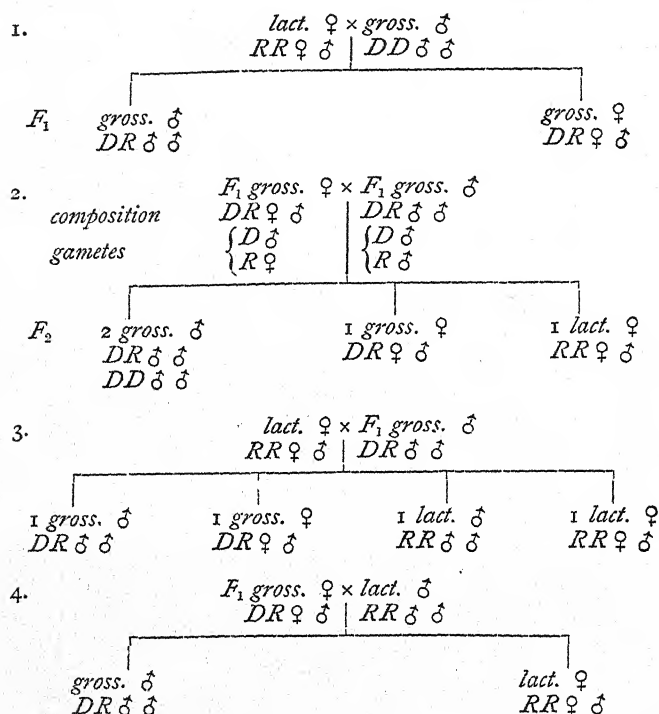 1. lact. ♀ × gross. ♂
RR ♀ ♂ DD ♂ ♂
F₁ gross. ♂ gross. ♀
DR ♂ ♂ DR ♀ ♂
2. F₁ gross. ♀ × F₁ gross. ♂
composition DR ♀ ♂ DR ♂ ♂
gametes { D ♂ { D ♂
{ R ♀ { R ♂
F₂ 2 gross. ♂ 1 gross. ♀ 1 lact. ♀
DR ♂ ♂ DR ♀ ♂ RR ♀ ♂
DD ♂ ♂
3. lact. ♀ × F₁ gross. ♂
RR ♀ ♂ DR ♂ ♂
1 gross. ♂ 1 gross. ♀ 1 lact. ♂ 1 lact. ♀
DR ♂ ♂ DR ♀ ♂ RR ♂ ♂ RR ♀ ♂
4. F₁ gross. ♀ × lact. ♂
DR ♀ ♂ RR ♂ ♂
gross. ♂ lact. ♀
DR ♂ ♂ RR ♀ ♂